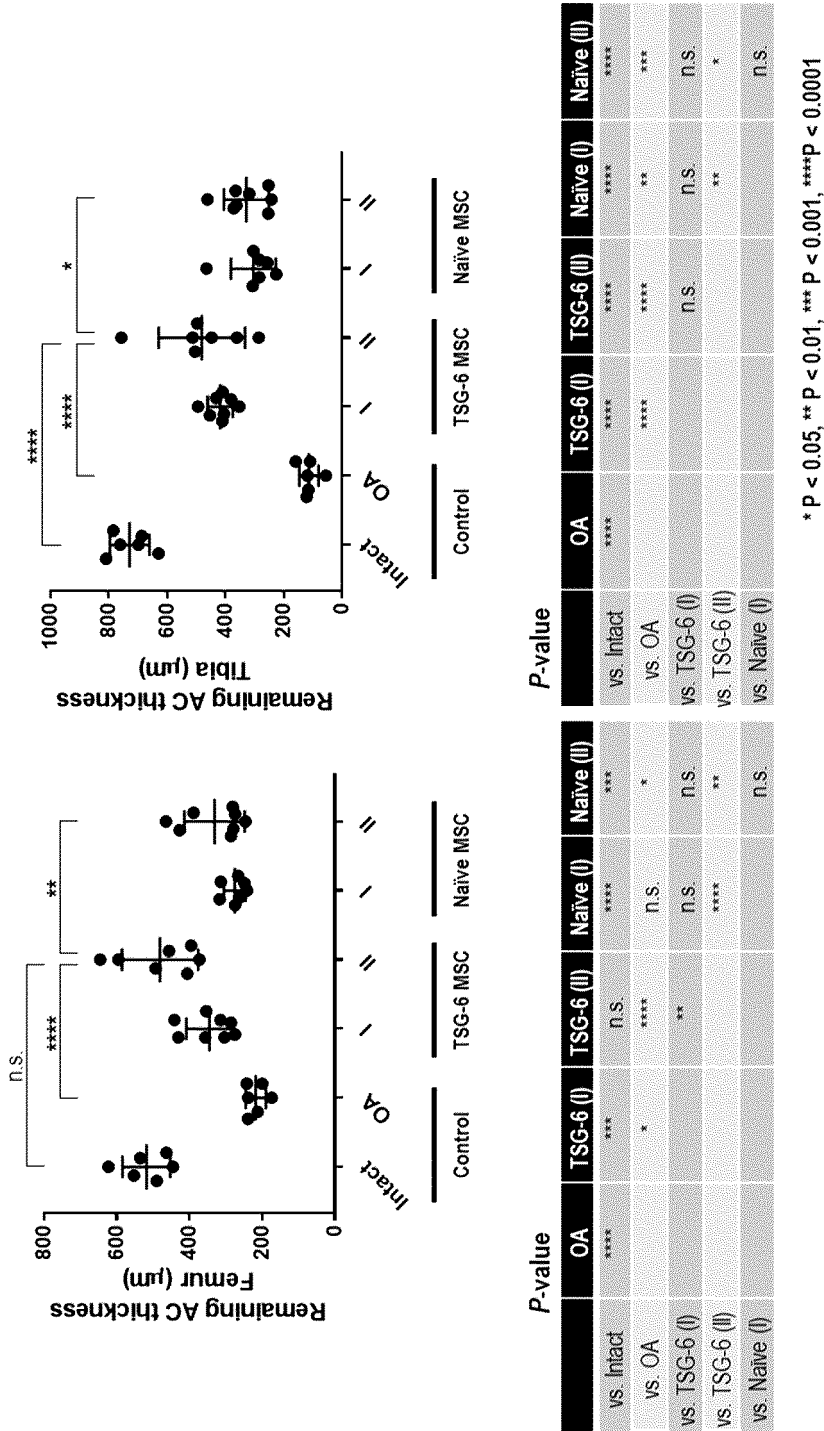 Remaining AC thickness
Femur (µm)
800
600
400
200
0
n.s.
****
**
Intact
OA
I
II
I
II
Control
TSG-6 MSC
Naïve MSC
Remaining AC thickness
Tibia (µm)
1000
800
600
400
200
0
****
****
*
Intact
OA
I
II
I
II
Control
TSG-6 MSC
Naïve MSC
P-value
OA TSG-6 (I) TSG-6 (II) Naïve (I) Naïve (II)
vs. Intact **** *** n.s. **** ***
vs. OA * **** n.s. *
vs. TSG-6 (I) ** n.s. n.s.
vs. TSG-6 (II) **** **
vs. Naïve (I) n.s.
P-value
OA TSG-6 (I) TSG-6 (II) Naïve (I) Naïve (II)
vs. Intact **** **** **** **** ****
vs. OA **** **** ** ***
vs. TSG-6 (I) n.s. n.s. n.s.
vs. TSG-6 (II) ** *
vs. Naïve (I) n.s.
* P < 0.05, ** P < 0.01, *** P < 0.001, ****P < 0.0001